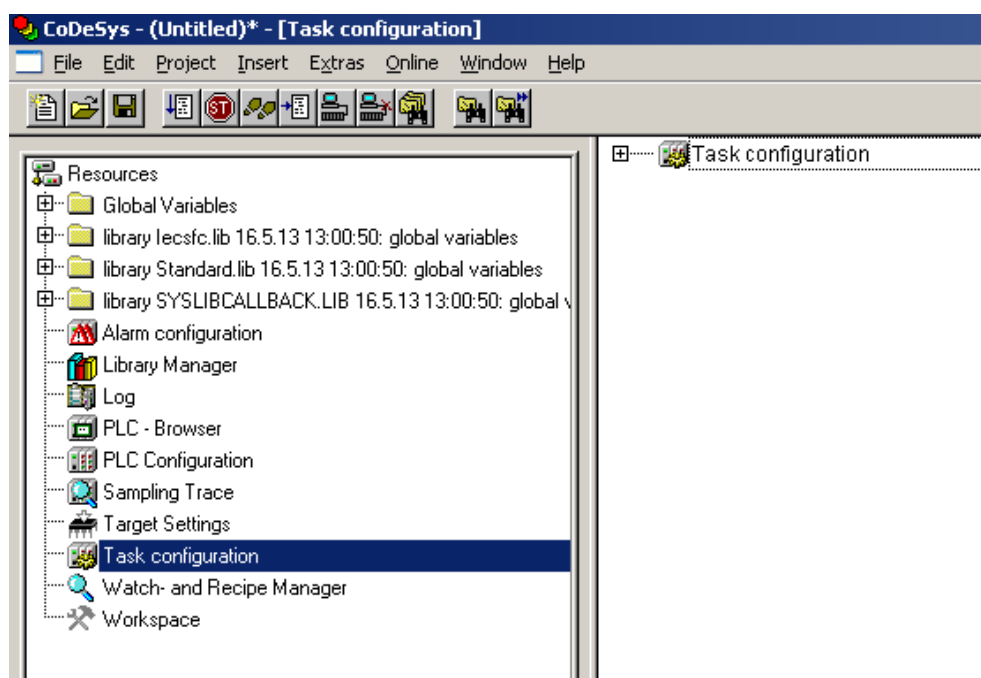 CoDeSys - (Untitled)* - [Task configuration]
File Edit Project Insert Extras Online Window Help
Task configuration
Resources
Global Variables
library Iecsfc.lib 16.5.13 13:00:50: global variables
library Standard.lib 16.5.13 13:00:50: global variables
library SYSLIBCALLBACK.LIB 16.5.13 13:00:50: global v
Alarm configuration
Library Manager
Log
PLC - Browser
PLC Configuration
Sampling Trace
Target Settings
Task configuration
Watch- and Recipe Manager
Workspace